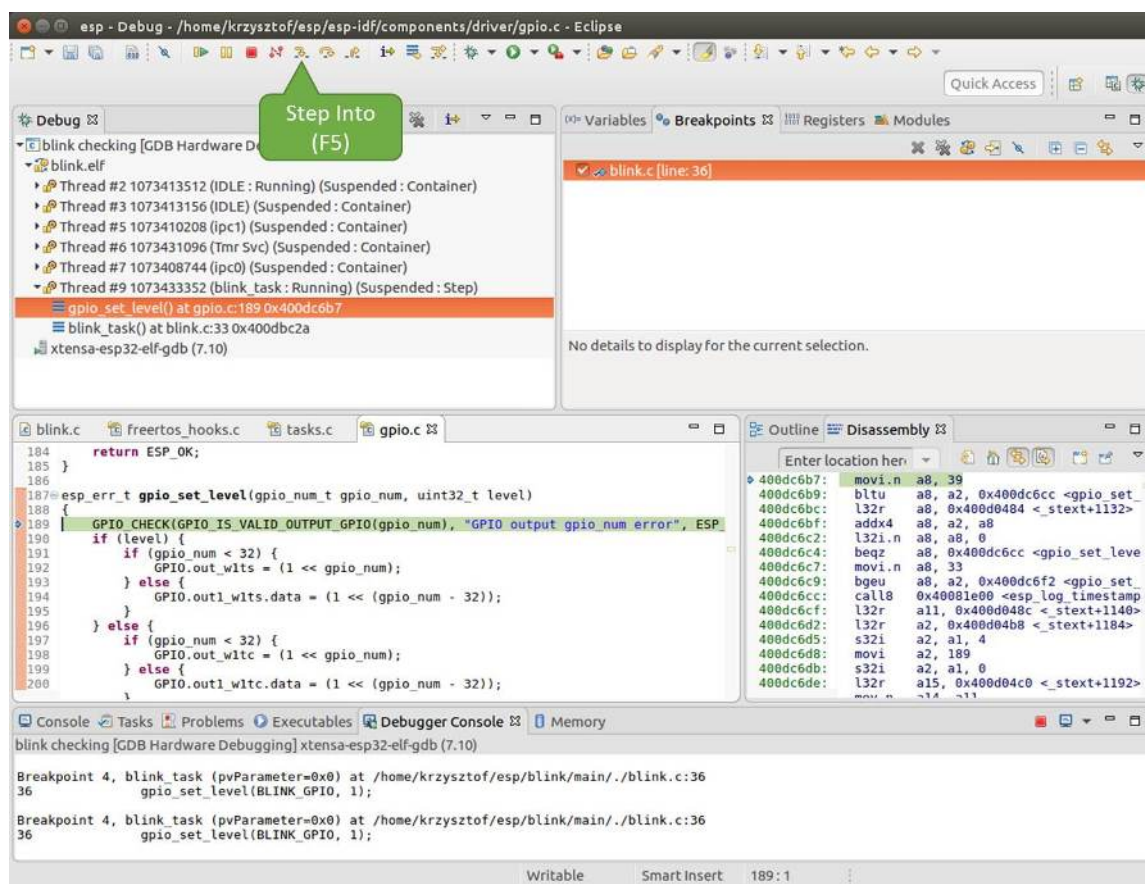 esp - Debug - /home/krzysztof/esp/esp-idf/components/driver/gpio.c - Eclipse
Quick Access
Step Into
(F5)
Debug
blink checking [GDB Hardware De
blink.elf
Thread #2 1073413512 (IDLE : Running) (Suspended : Container)
Thread #3 1073413156 (IDLE) (Suspended : Container)
Thread #5 1073410208 (ipc1) (Suspended : Container)
Thread #6 1073431096 (Tmr Svc) (Suspended : Container)
Thread #7 1073408744 (ipc0) (Suspended : Container)
Thread #9 1073433352 (blink_task : Running) (Suspended : Step)
gpio_set_level() at gpio.c:189 0x400dc6b7
blink_task() at blink.c:33 0x400dbc2a
xtensa-esp32-elf-gdb (7.10)
(x)= Variables Breakpoints Registers Modules
blink.c [line: 36]
No details to display for the current selection.
blink.c freertos_hooks.c tasks.c gpio.c
184 return ESP_OK;
185 }
186
187 esp_err_t gpio_set_level(gpio_num_t gpio_num, uint32_t level)
188 {
189 GPIO_CHECK(GPIO_IS_VALID_OUTPUT_GPIO(gpio_num), "GPIO output gpio_num error", ESP_
190 if (level) {
191 if (gpio_num < 32) {
192 GPIO.out_w1ts = (1 << gpio_num);
193 } else {
194 GPIO.out1_w1ts.data = (1 << (gpio_num - 32));
195 }
196 } else {
197 if (gpio_num < 32) {
198 GPIO.out_w1tc = (1 << gpio_num);
199 } else {
200 GPIO.out1_w1tc.data = (1 << (gpio_num - 32));
}
Outline Disassembly
Enter location her
400dc6b7: movi.n a8, 39
400dc6b9: bltu a8, a2, 0x400dc6cc <gpio_set_
400dc6bc: l32r a8, 0x400d0484 <_stext+1132>
400dc6bf: addx4 a8, a2, a8
400dc6c2: l32i.n a8, a8, 0
400dc6c4: beqz a8, 0x400dc6cc <gpio_set_leve
400dc6c7: movi.n a8, 33
400dc6c9: bgeu a8, a2, 0x400dc6f2 <gpio_set_
400dc6cc: call8 0x40081e00 <esp_log_timestamp
400dc6cf: l32r a11, 0x400d048c <_stext+1140>
400dc6d2: l32r a2, 0x400d04b8 <_stext+1184>
400dc6d5: s32i a2, a1, 4
400dc6d8: movi a2, 189
400dc6db: s32i a2, a1, 0
400dc6de: l32r a15, 0x400d04c0 <_stext+1192>
Console Tasks Problems Executables Debugger Console Memory
blink checking [GDB Hardware Debugging] xtensa-esp32-elf-gdb (7.10)
Breakpoint 4, blink_task (pvParameter=0x0) at /home/krzysztof/esp/blink/main/./blink.c:36
36 gpio_set_level(BLINK_GPIO, 1);
Breakpoint 4, blink_task (pvParameter=0x0) at /home/krzysztof/esp/blink/main/./blink.c:36
36 gpio_set_level(BLINK_GPIO, 1);
Writable Smart Insert 189 : 1